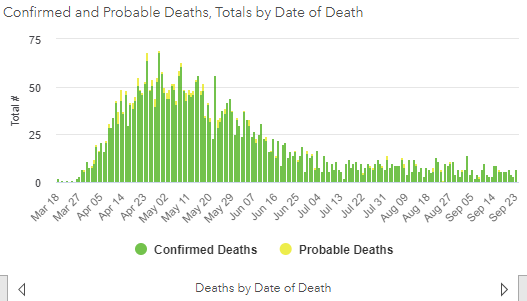 Confirmed and Probable Deaths, Totals by Date of Death
75
50
25
0
Total #
Mar 18
Mar 27
Apr 05
Apr 14
Apr 23
May 02
May 11
May 20
May 29
Jun 07
Jun 16
Jun 25
Jul 04
Jul 13
Jul 22
Jul 31
Aug 09
Aug 18
Aug 27
Sep 05
Sep 14
Sep 23
Confirmed Deaths
Probable Deaths
Deaths by Date of Death